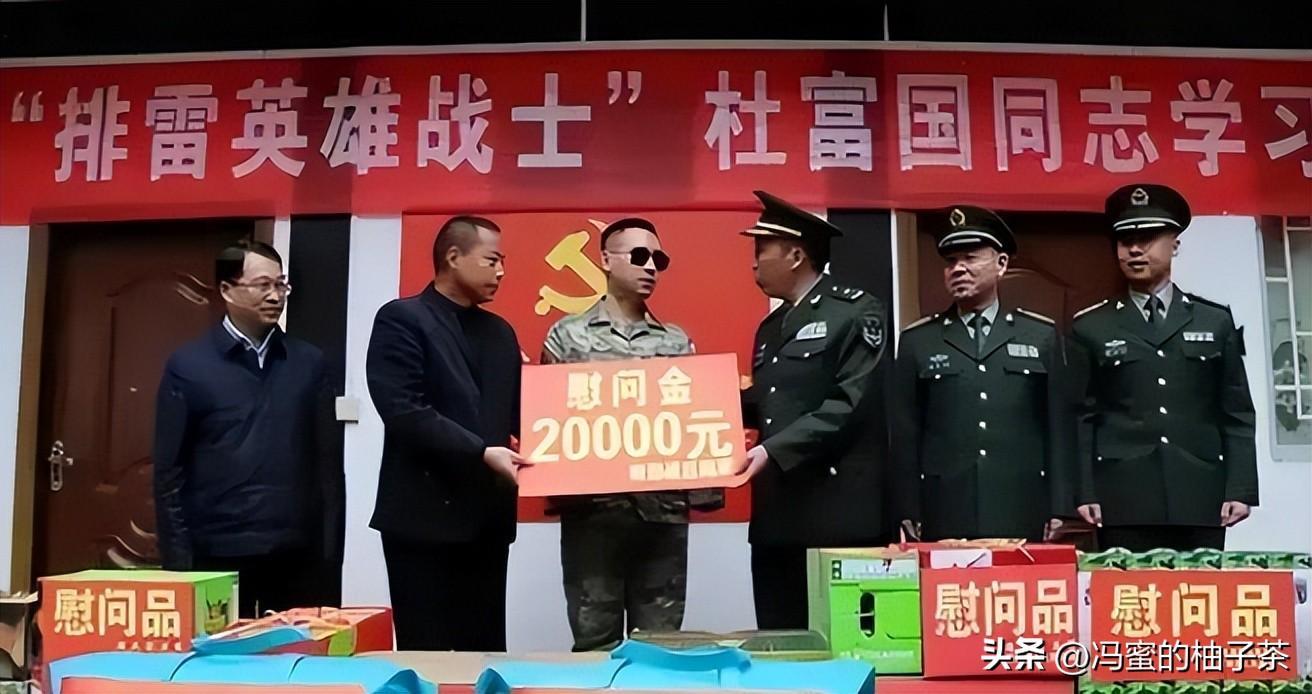 “排雷英雄战士”杜富国同志学习
慰问金
20000元
慰问品
慰问品
慰问品
头条 @冯蜜的柚子茶